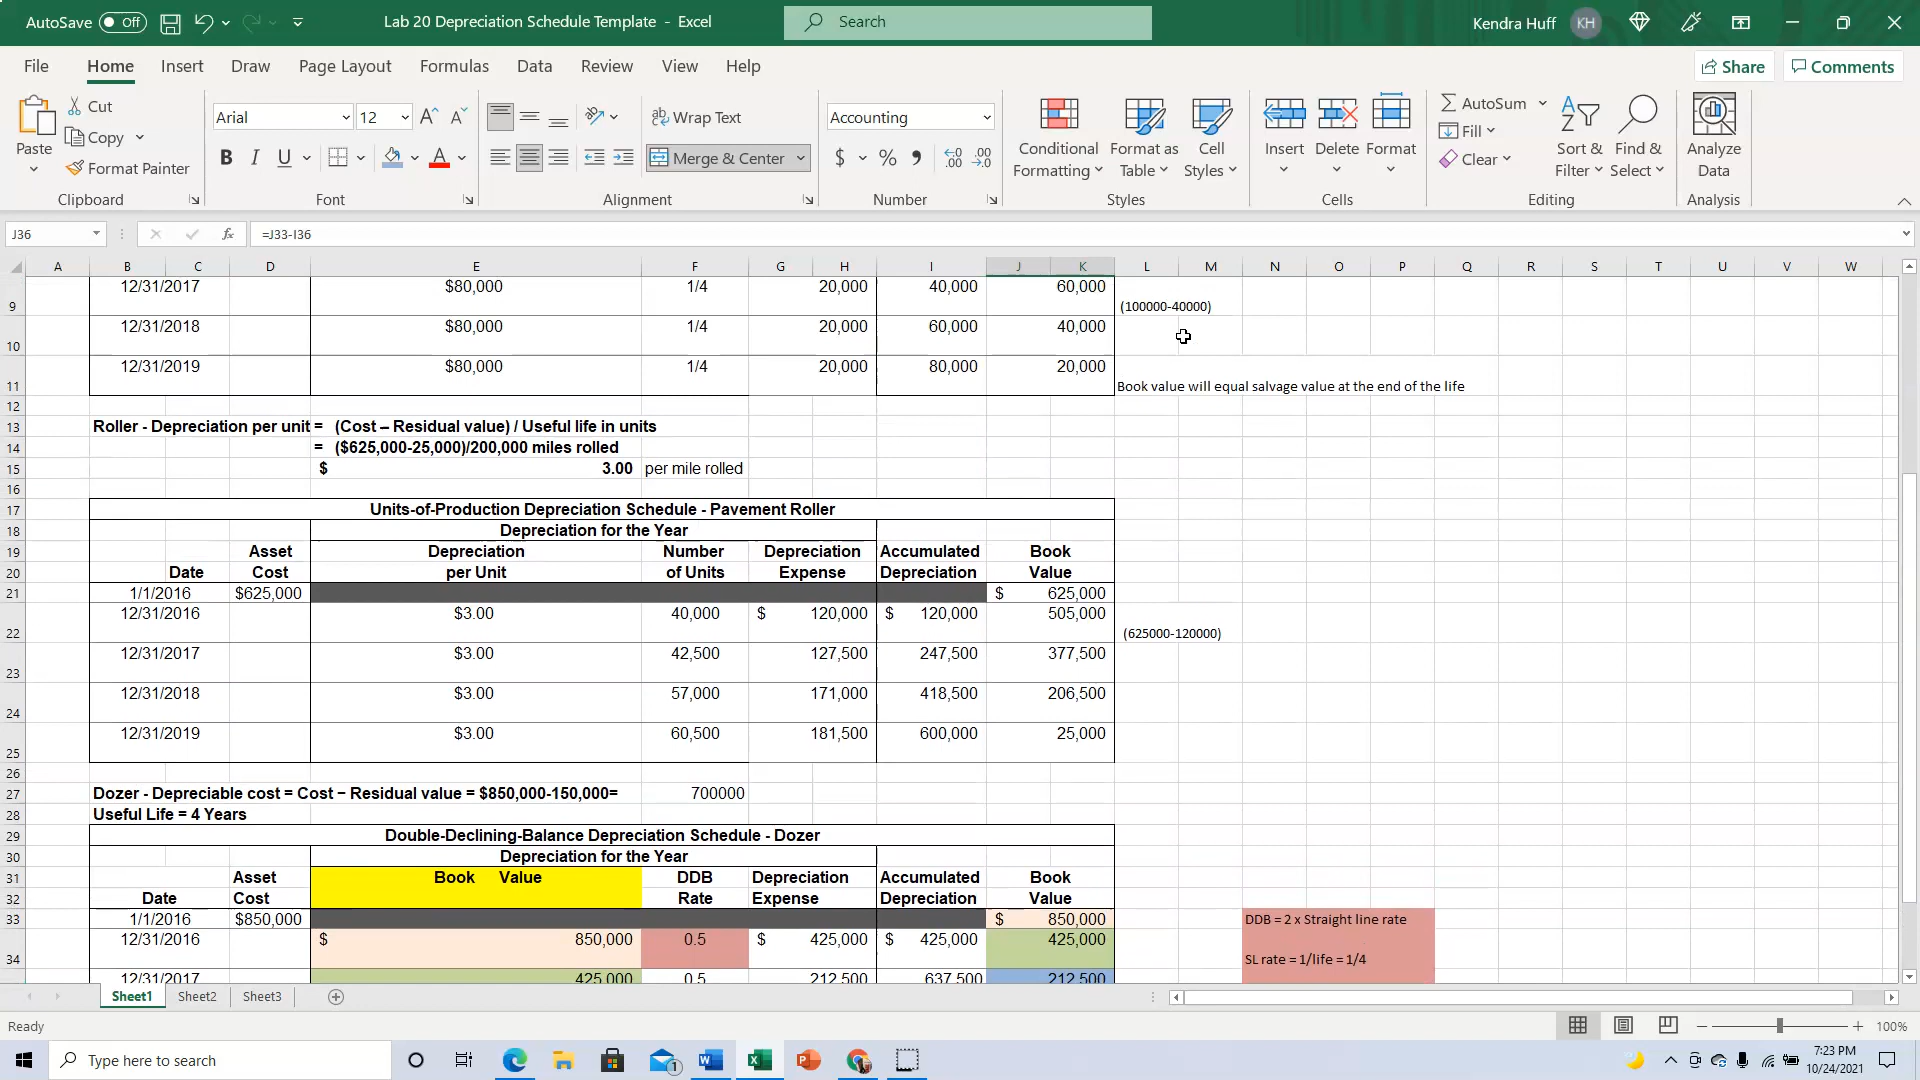 AutoSave Off Lab 20 Depreciation Schedule Template - Excel Search Kendra Huff KH
File Home Insert Draw Page Layout Formulas Data Review View Help Share Comments
Paste Cut Copy Format Painter Clipboard
Arial 12 A^ A˅ B I U A Font
ab Wrap Text Merge & Center Alignment
Accounting $ % , .00 Number
Conditional Formatting Format as Table Cell Styles Styles
Insert Delete Format Cells
AutoSum Fill Clear Sort & Filter Find & Select Editing
Analyze Data Analysis
J36 fx =J33-I36
A B C D E F G H I J K L M N O P Q R S T U V W
9 12/31/2017 $80,000 1/4 20,000 40,000 60,000 (100000-40000)
10 12/31/2018 $80,000 1/4 20,000 60,000 40,000
11 12/31/2019 $80,000 1/4 20,000 80,000 20,000 Book value will equal salvage value at the end of the life
12
13 Roller - Depreciation per unit = (Cost – Residual value) / Useful life in units
14 = ($625,000-25,000)/200,000 miles rolled
15 $ 3.00 per mile rolled
16
17 Units-of-Production Depreciation Schedule - Pavement Roller
18 Depreciation for the Year
19 Asset Depreciation Number Depreciation Accumulated Book
20 Date Cost per Unit of Units Expense Depreciation Value
21 1/1/2016 $625,000 $ 625,000
22 12/31/2016 $3.00 40,000 $ 120,000 $ 120,000 505,000 (625000-120000)
23 12/31/2017 $3.00 42,500 127,500 247,500 377,500
24 12/31/2018 $3.00 57,000 171,000 418,500 206,500
25 12/31/2019 $3.00 60,500 181,500 600,000 25,000
26
27 Dozer - Depreciable cost = Cost − Residual value = $850,000-150,000= 700000
28 Useful Life = 4 Years
29 Double-Declining-Balance Depreciation Schedule - Dozer
30 Depreciation for the Year
31 Asset Book Value DDB Depreciation Accumulated Book
32 Date Cost Rate Expense Depreciation Value
33 1/1/2016 $850,000 $ 850,000 DDB = 2 x Straight line rate
34 12/31/2016 $ 850,000 0.5 $ 425,000 $ 425,000 425,000 SL rate = 1/life = 1/4
12/31/2017 425,000 0.5 212,500 637,500 212,500
Sheet1 Sheet2 Sheet3
Ready 100%
Type here to search 1 7:23 PM
10/24/2021